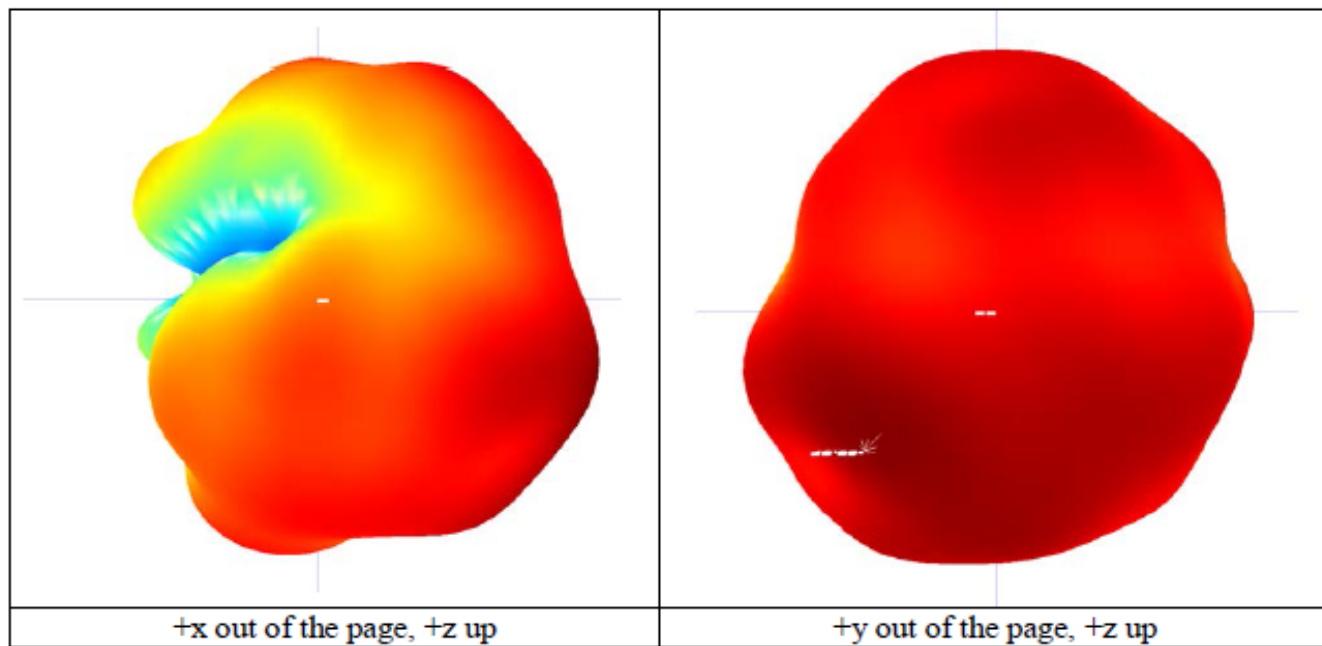 +x out of the page, +z up
+y out of the page, +z up